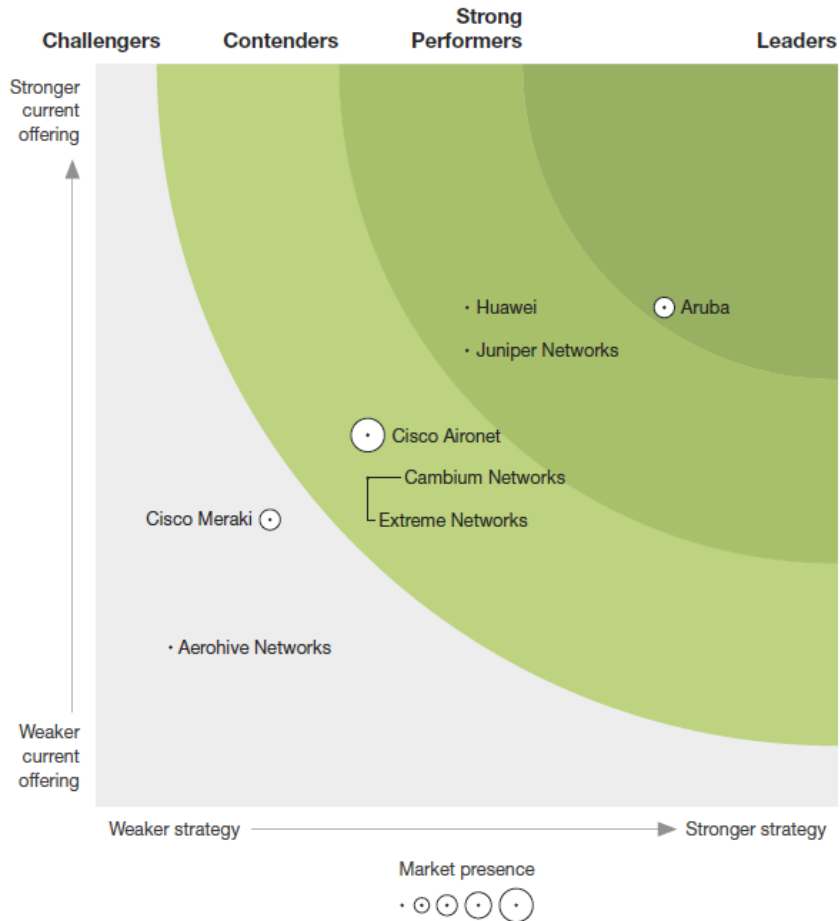 Challengers
Contenders
Strong
Performers
Leaders
Stronger
current
offering
Huawei
Aruba
Juniper Networks
Cisco Aironet
Cambium Networks
Cisco Meraki
Extreme Networks
Aerohive Networks
Weaker
current
offering
Weaker strategy
Stronger strategy
Market presence